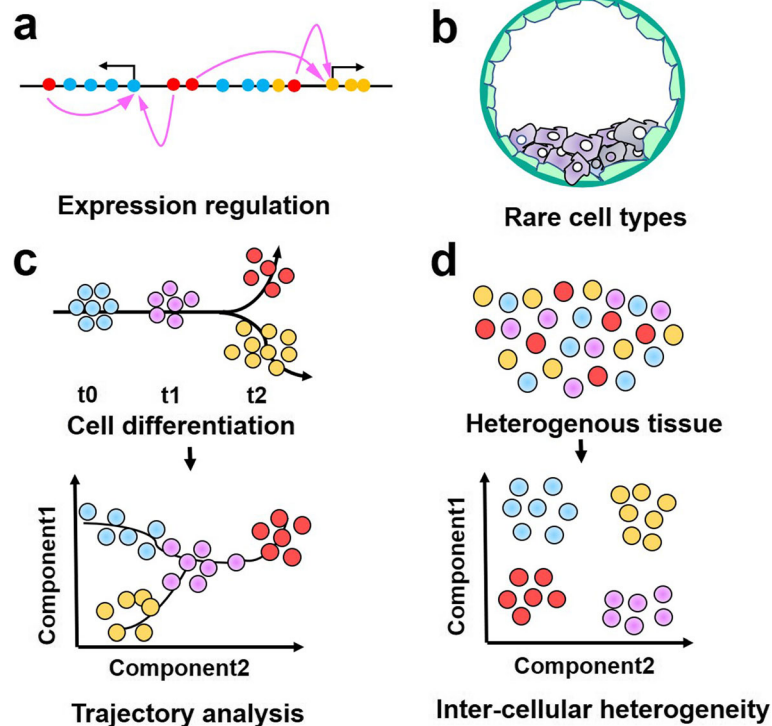 a
Expression regulation
b
Rare cell types
c
t0 t1 t2
Cell differentiation
Component1
Component2
Trajectory analysis
d
Heterogenous tissue
Component1
Component2
Inter-cellular heterogeneity